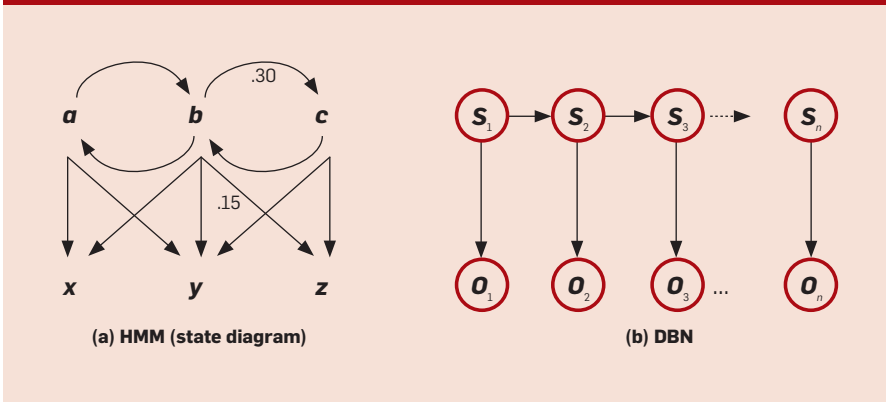 .30
a b c
.15
x y z
(a) HMM (state diagram)
S1 S2 S3 Sn
O1 O2 O3 ... On
(b) DBN